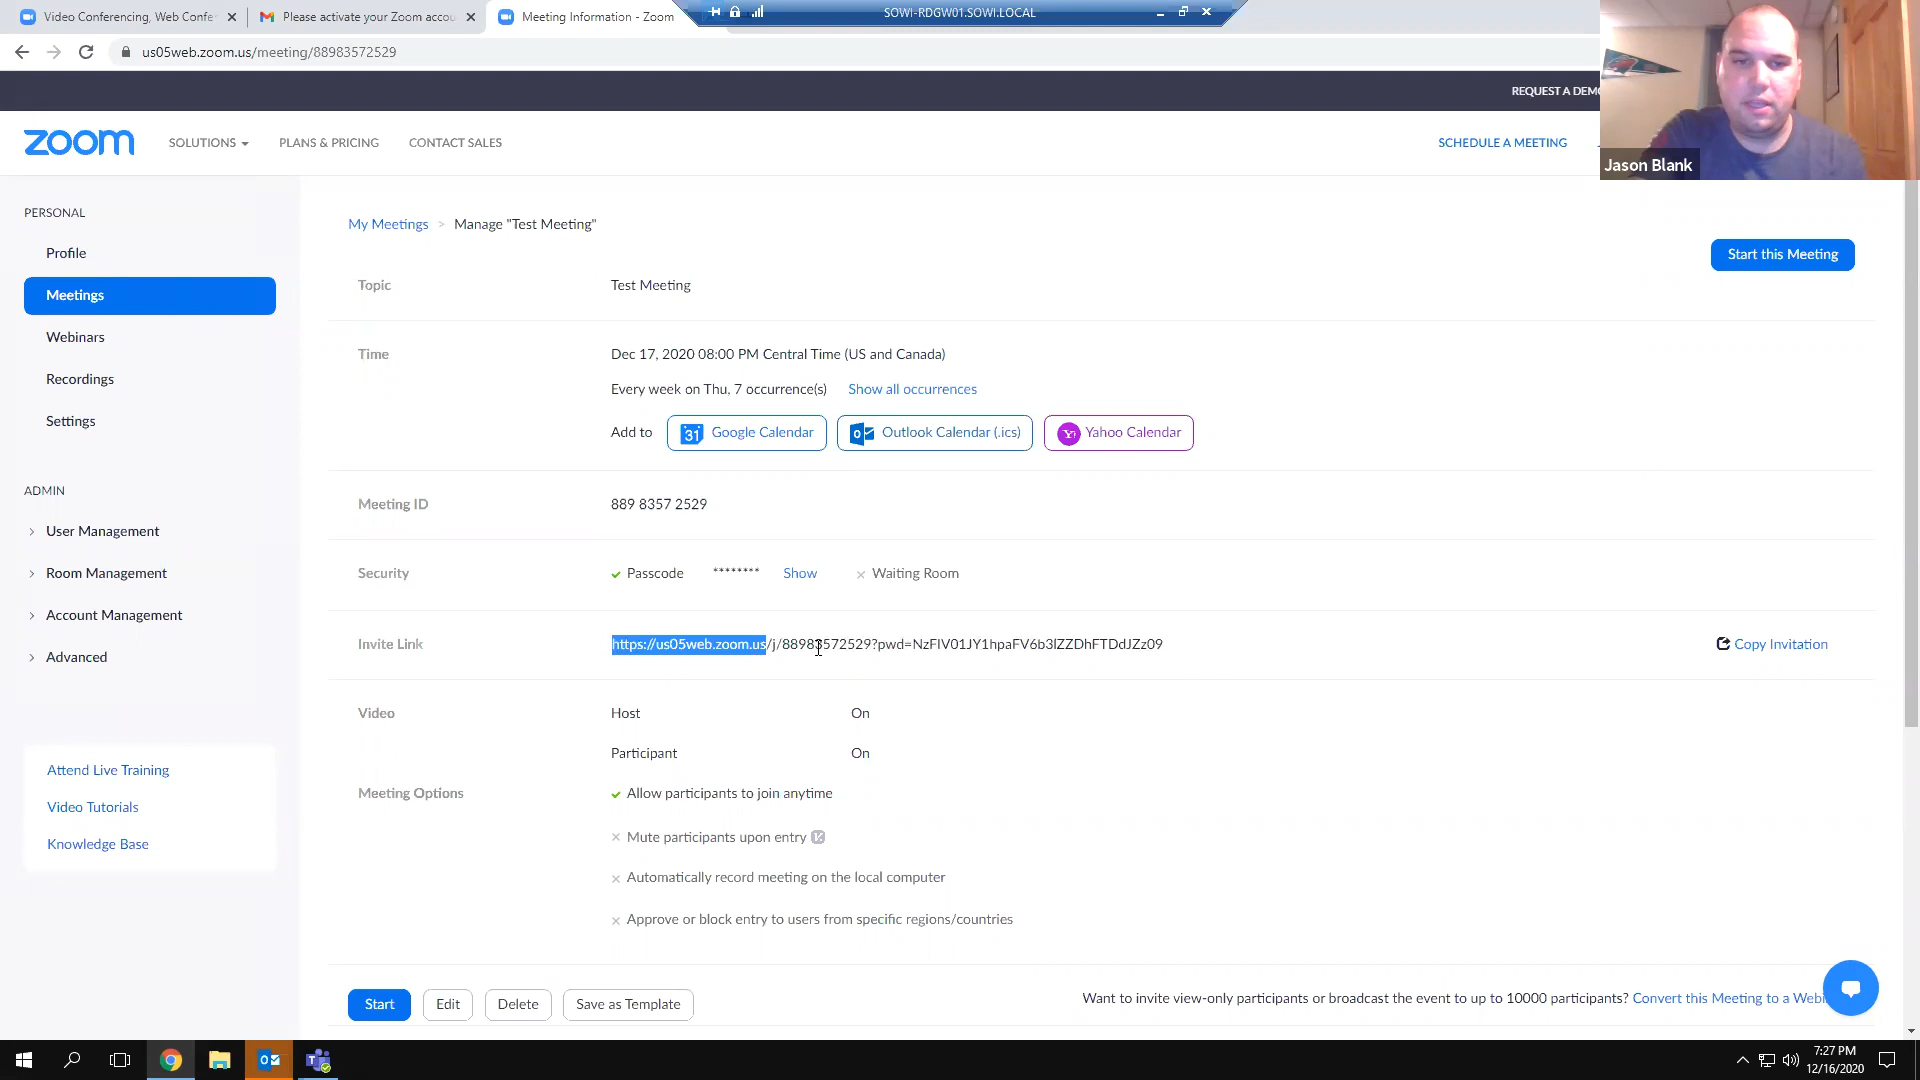 Video Conferencing, Web Confe
Please activate your Zoom accou
Meeting Information - Zoom
SOWI-RDGW01.SOWI.LOCAL
us05web.zoom.us/meeting/88983572529
REQUEST A DEM
zoom
SOLUTIONS
PLANS & PRICING
CONTACT SALES
SCHEDULE A MEETING
Jason Blank
PERSONAL
Profile
Meetings
Webinars
Recordings
Settings
ADMIN
User Management
Room Management
Account Management
Advanced
Attend Live Training
Video Tutorials
Knowledge Base
My Meetings > Manage "Test Meeting"
Start this Meeting
Topic
Test Meeting
Time
Dec 17, 2020 08:00 PM Central Time (US and Canada)
Every week on Thu, 7 occurrence(s) Show all occurrences
Add to
31 Google Calendar
Outlook Calendar (.ics)
Yahoo Calendar
Meeting ID
889 8357 2529
Security
Passcode ******** Show
Waiting Room
Invite Link
https://us05web.zoom.us/j/88983572529?pwd=NzFIV01JY1hpaFV6b3lZZDhFTDdJZz09
Copy Invitation
Video
Host On
Participant On
Meeting Options
Allow participants to join anytime
Mute participants upon entry
Automatically record meeting on the local computer
Approve or block entry to users from specific regions/countries
Start
Edit
Delete
Save as Template
Want to invite view-only participants or broadcast the event to up to 10000 participants? Convert this Meeting to a Webi
7:27 PM
12/16/2020